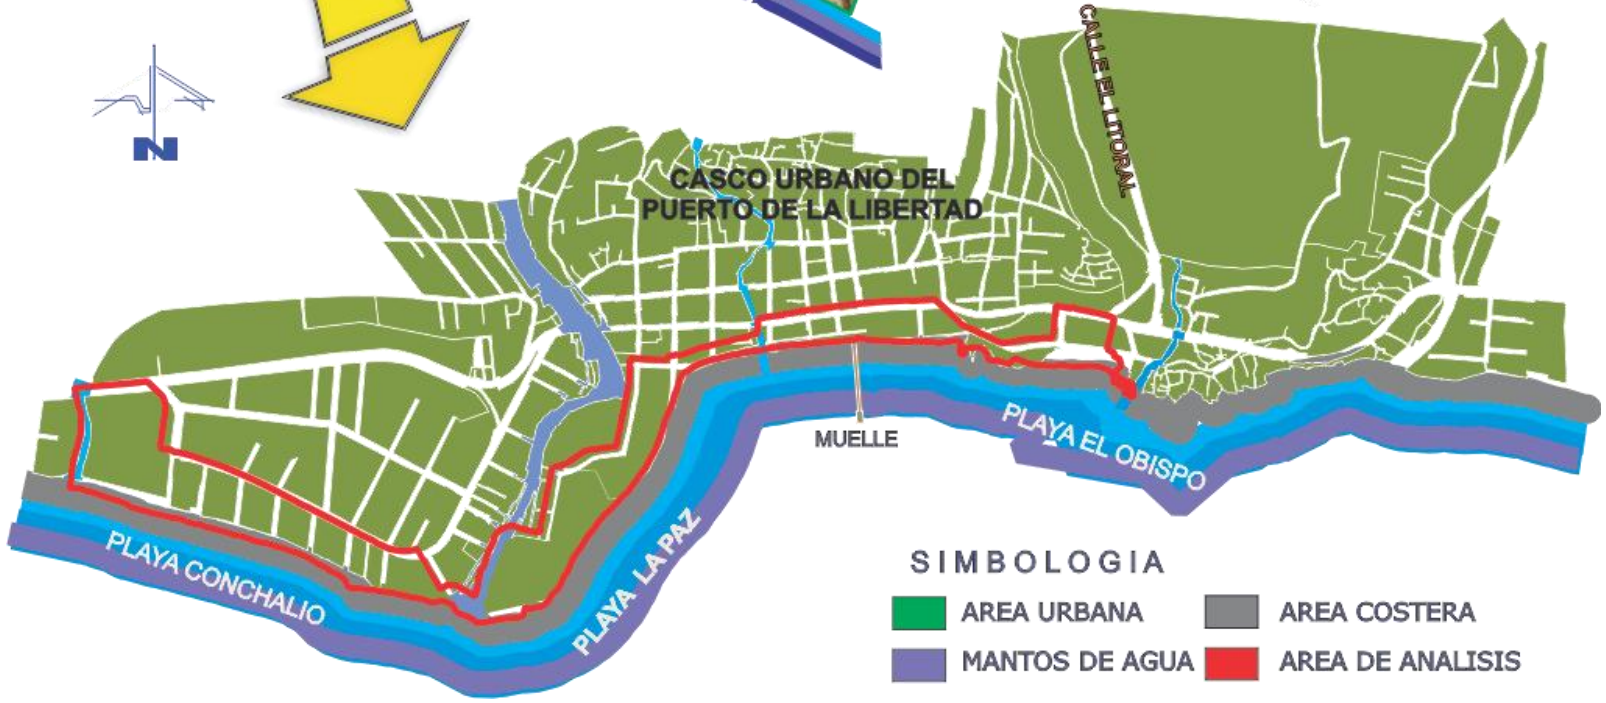 CALLE EL LITORAL
N
CASCO URBANO DEL
PUERTO DE LA LIBERTAD
MUELLE
PLAYA EL OBISPO
PLAYA LA PAZ
PLAYA CONCHALIO
SIMBOLOGIA
AREA URBANA
AREA COSTERA
MANTOS DE AGUA
AREA DE ANALISIS